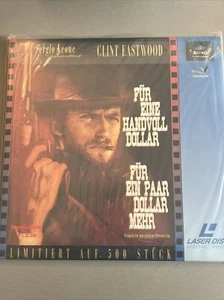 Sergio Leone
CLINT EASTWOOD
FÜR
EINE
HANDVOLL
DOLLAR
FÜR
EIN PAAR
DOLLAR
MEHR
LIMITIERT AUF 500 STÜCK
LASER DISC